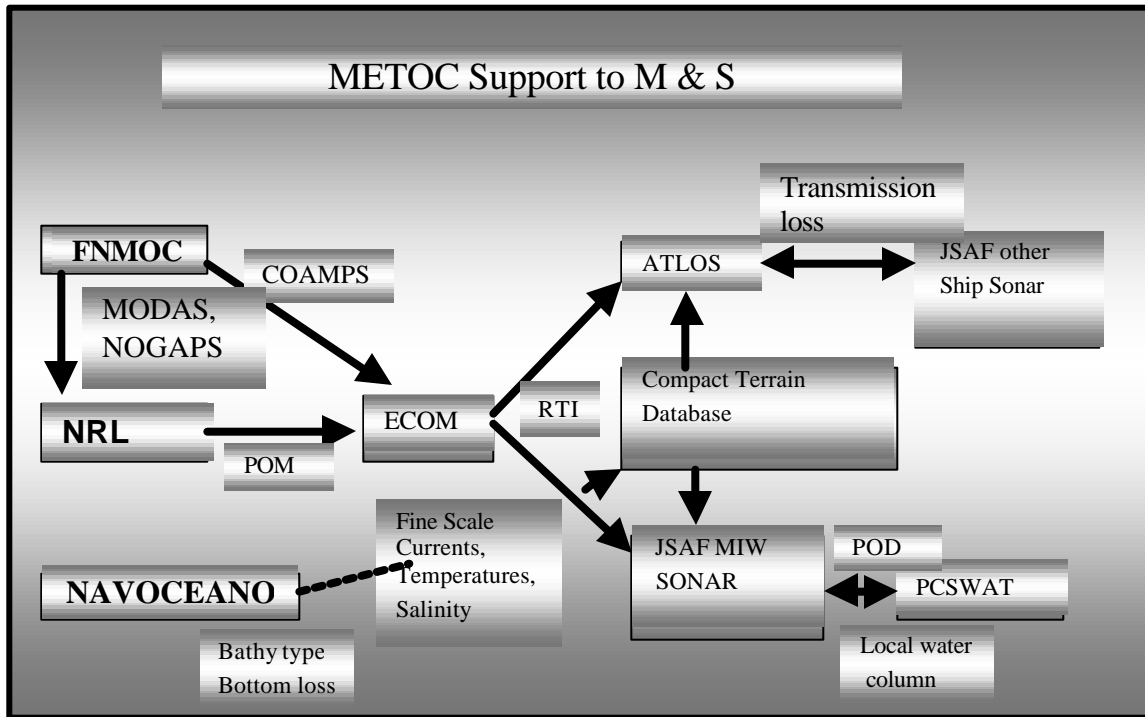 METOC Support to M & S
Transmission
loss
FNMOC
COAMPS
ATLOS
JSAF other
Ship Sonar
MODAS,
NOGAPS
Compact Terrain
Database
NRL
ECOM
RTI
POM
Fine Scale
Currents,
Temperatures,
Salinity
JSAF MIW
SONAR
POD
NAVOCEANO
PCSWAT
Bathy type
Bottom loss
Local water
column